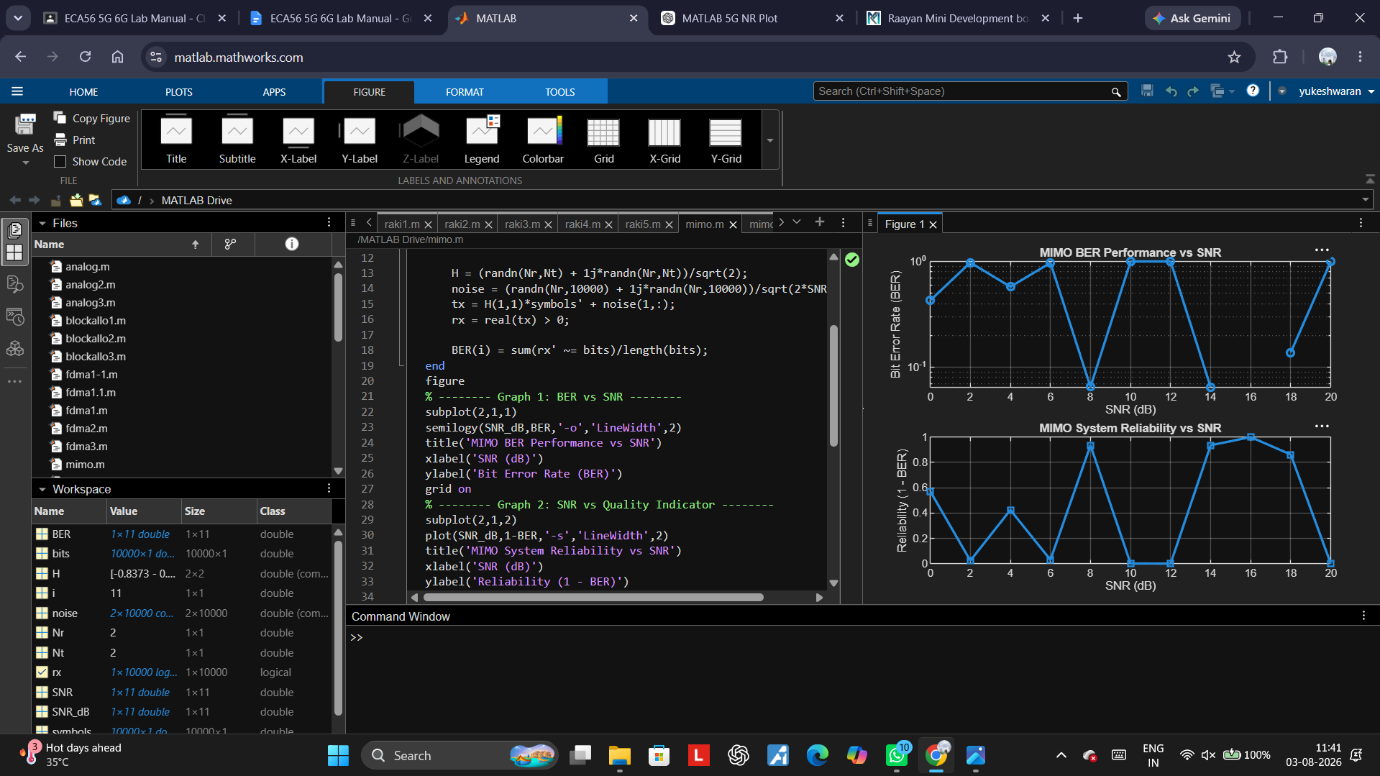 ECA56 5G 6G Lab Manual - Cl
ECA56 5G 6G Lab Manual - Go
MATLAB
MATLAB 5G NR Plot
Raayan Mini Development bo
Ask Gemini
matlab.mathworks.com
HOME
PLOTS
APPS
FIGURE
FORMAT
TOOLS
Search (Ctrl+Shift+Space)
yukeshwaran
Save As
Copy Figure
Print
Show Code
FILE
Title
Subtitle
X-Label
Y-Label
Z-Label
Legend
Colorbar
Grid
X-Grid
Y-Grid
LABELS AND ANNOTATIONS
/ > MATLAB Drive
Files
Name
analog.m
analog2.m
analog3.m
blockallo1.m
blockallo2.m
blockallo3.m
fdma1-1.m
fdma1.1.m
fdma1.m
fdma2.m
fdma3.m
mimo.m
Workspace
Name Value Size Class
BER 1×11 double 1×11 double
bits 10000×1 do... 10000×1 double
H [-0.8373 - 0.... 2×2 double (com...
i 11 1×1 double
noise 2×10000 co... 2×10000 double (com...
Nr 2 1×1 double
Nt 2 1×1 double
rx 1×10000 log... 1×10000 logical
SNR 1×11 double 1×11 double
SNR_dB 1×11 double 1×11 double
symbols 10000×1 do... 10000×1 double
raki1.m
raki2.m
raki3.m
raki4.m
raki5.m
mimo.m
mimo
/MATLAB Drive/mimo.m
12
13 H = (randn(Nr,Nt) + 1j*randn(Nr,Nt))/sqrt(2);
14 noise = (randn(Nr,10000) + 1j*randn(Nr,10000))/sqrt(2*SNR
15 tx = H(1,1)*symbols' + noise(1,:);
16 rx = real(tx) > 0;
17
18 BER(i) = sum(rx' ~= bits)/length(bits);
19 end
20 figure
21 % -------- Graph 1: BER vs SNR --------
22 subplot(2,1,1)
23 semilogy(SNR_dB,BER,'-o','LineWidth',2)
24 title('MIMO BER Performance vs SNR')
25 xlabel('SNR (dB)')
26 ylabel('Bit Error Rate (BER)')
27 grid on
28 % -------- Graph 2: SNR vs Quality Indicator --------
29 subplot(2,1,2)
30 plot(SNR_dB,1-BER,'-s','LineWidth',2)
31 title('MIMO System Reliability vs SNR')
32 xlabel('SNR (dB)')
33 ylabel('Reliability (1 - BER)')
34
Command Window
>>
Figure 1
MIMO BER Performance vs SNR
Bit Error Rate (BER)
10⁰
10⁻¹
0 2 4 6 8 10 12 14 16 18 20
SNR (dB)
MIMO System Reliability vs SNR
Reliability (1 - BER)
1
0.8
0.6
0.4
0.2
0
0 2 4 6 8 10 12 14 16 18 20
SNR (dB)
3
Hot days ahead
35°C
Search
L
10
ENG
IN
100%
11:41
03-08-2026